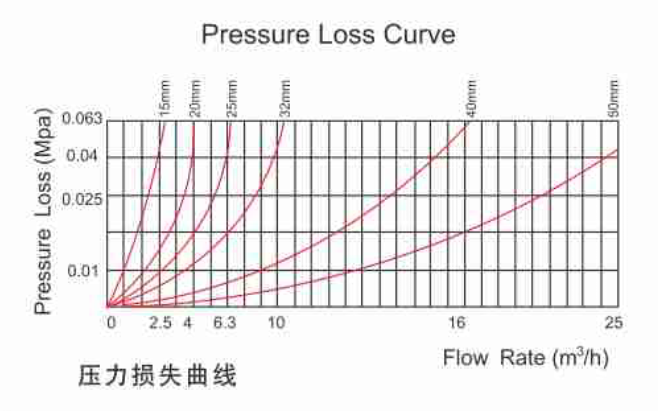 Pressure Loss Curve
15mm 20mm 25mm 32mm 40mm 50mm
Pressure Loss (Mpa)
0.063
0.04
0.025
0.01
0 2.5 4 6.3 10 16 25
Flow Rate (m³/h)
压力损失曲线